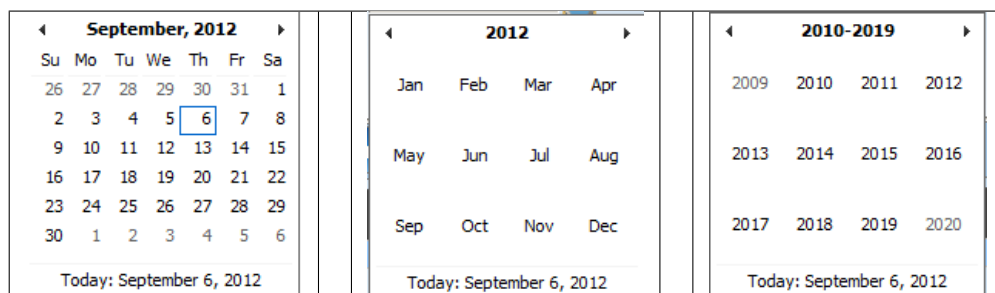 September, 2012
Su Mo Tu We Th Fr Sa
26 27 28 29 30 31 1
2 3 4 5 6 7 8
9 10 11 12 13 14 15
16 17 18 19 20 21 22
23 24 25 26 27 28 29
30 1 2 3 4 5 6
Today: September 6, 2012
2012
Jan Feb Mar Apr
May Jun Jul Aug
Sep Oct Nov Dec
Today: September 6, 2012
2010-2019
2009 2010 2011 2012
2013 2014 2015 2016
2017 2018 2019 2020
Today: September 6, 2012